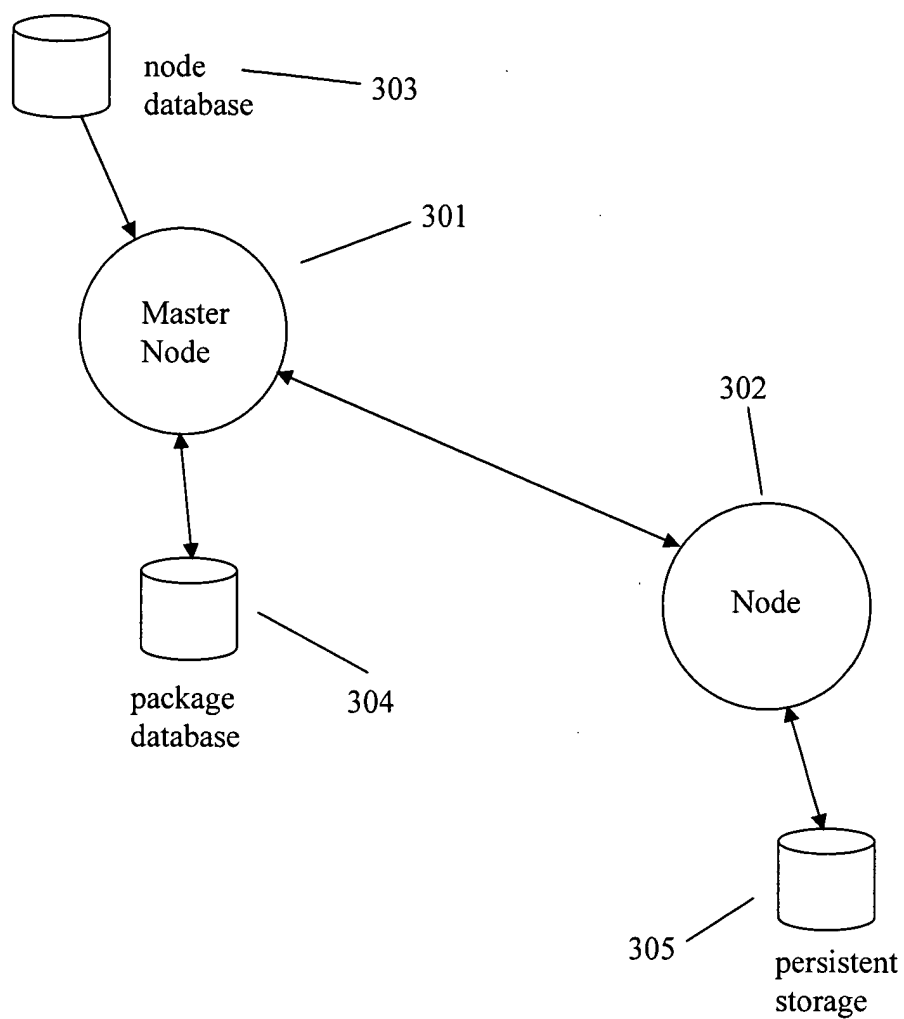 node
database
303
301
Master
Node
302
Node
package
database
304
305
persistent
storage